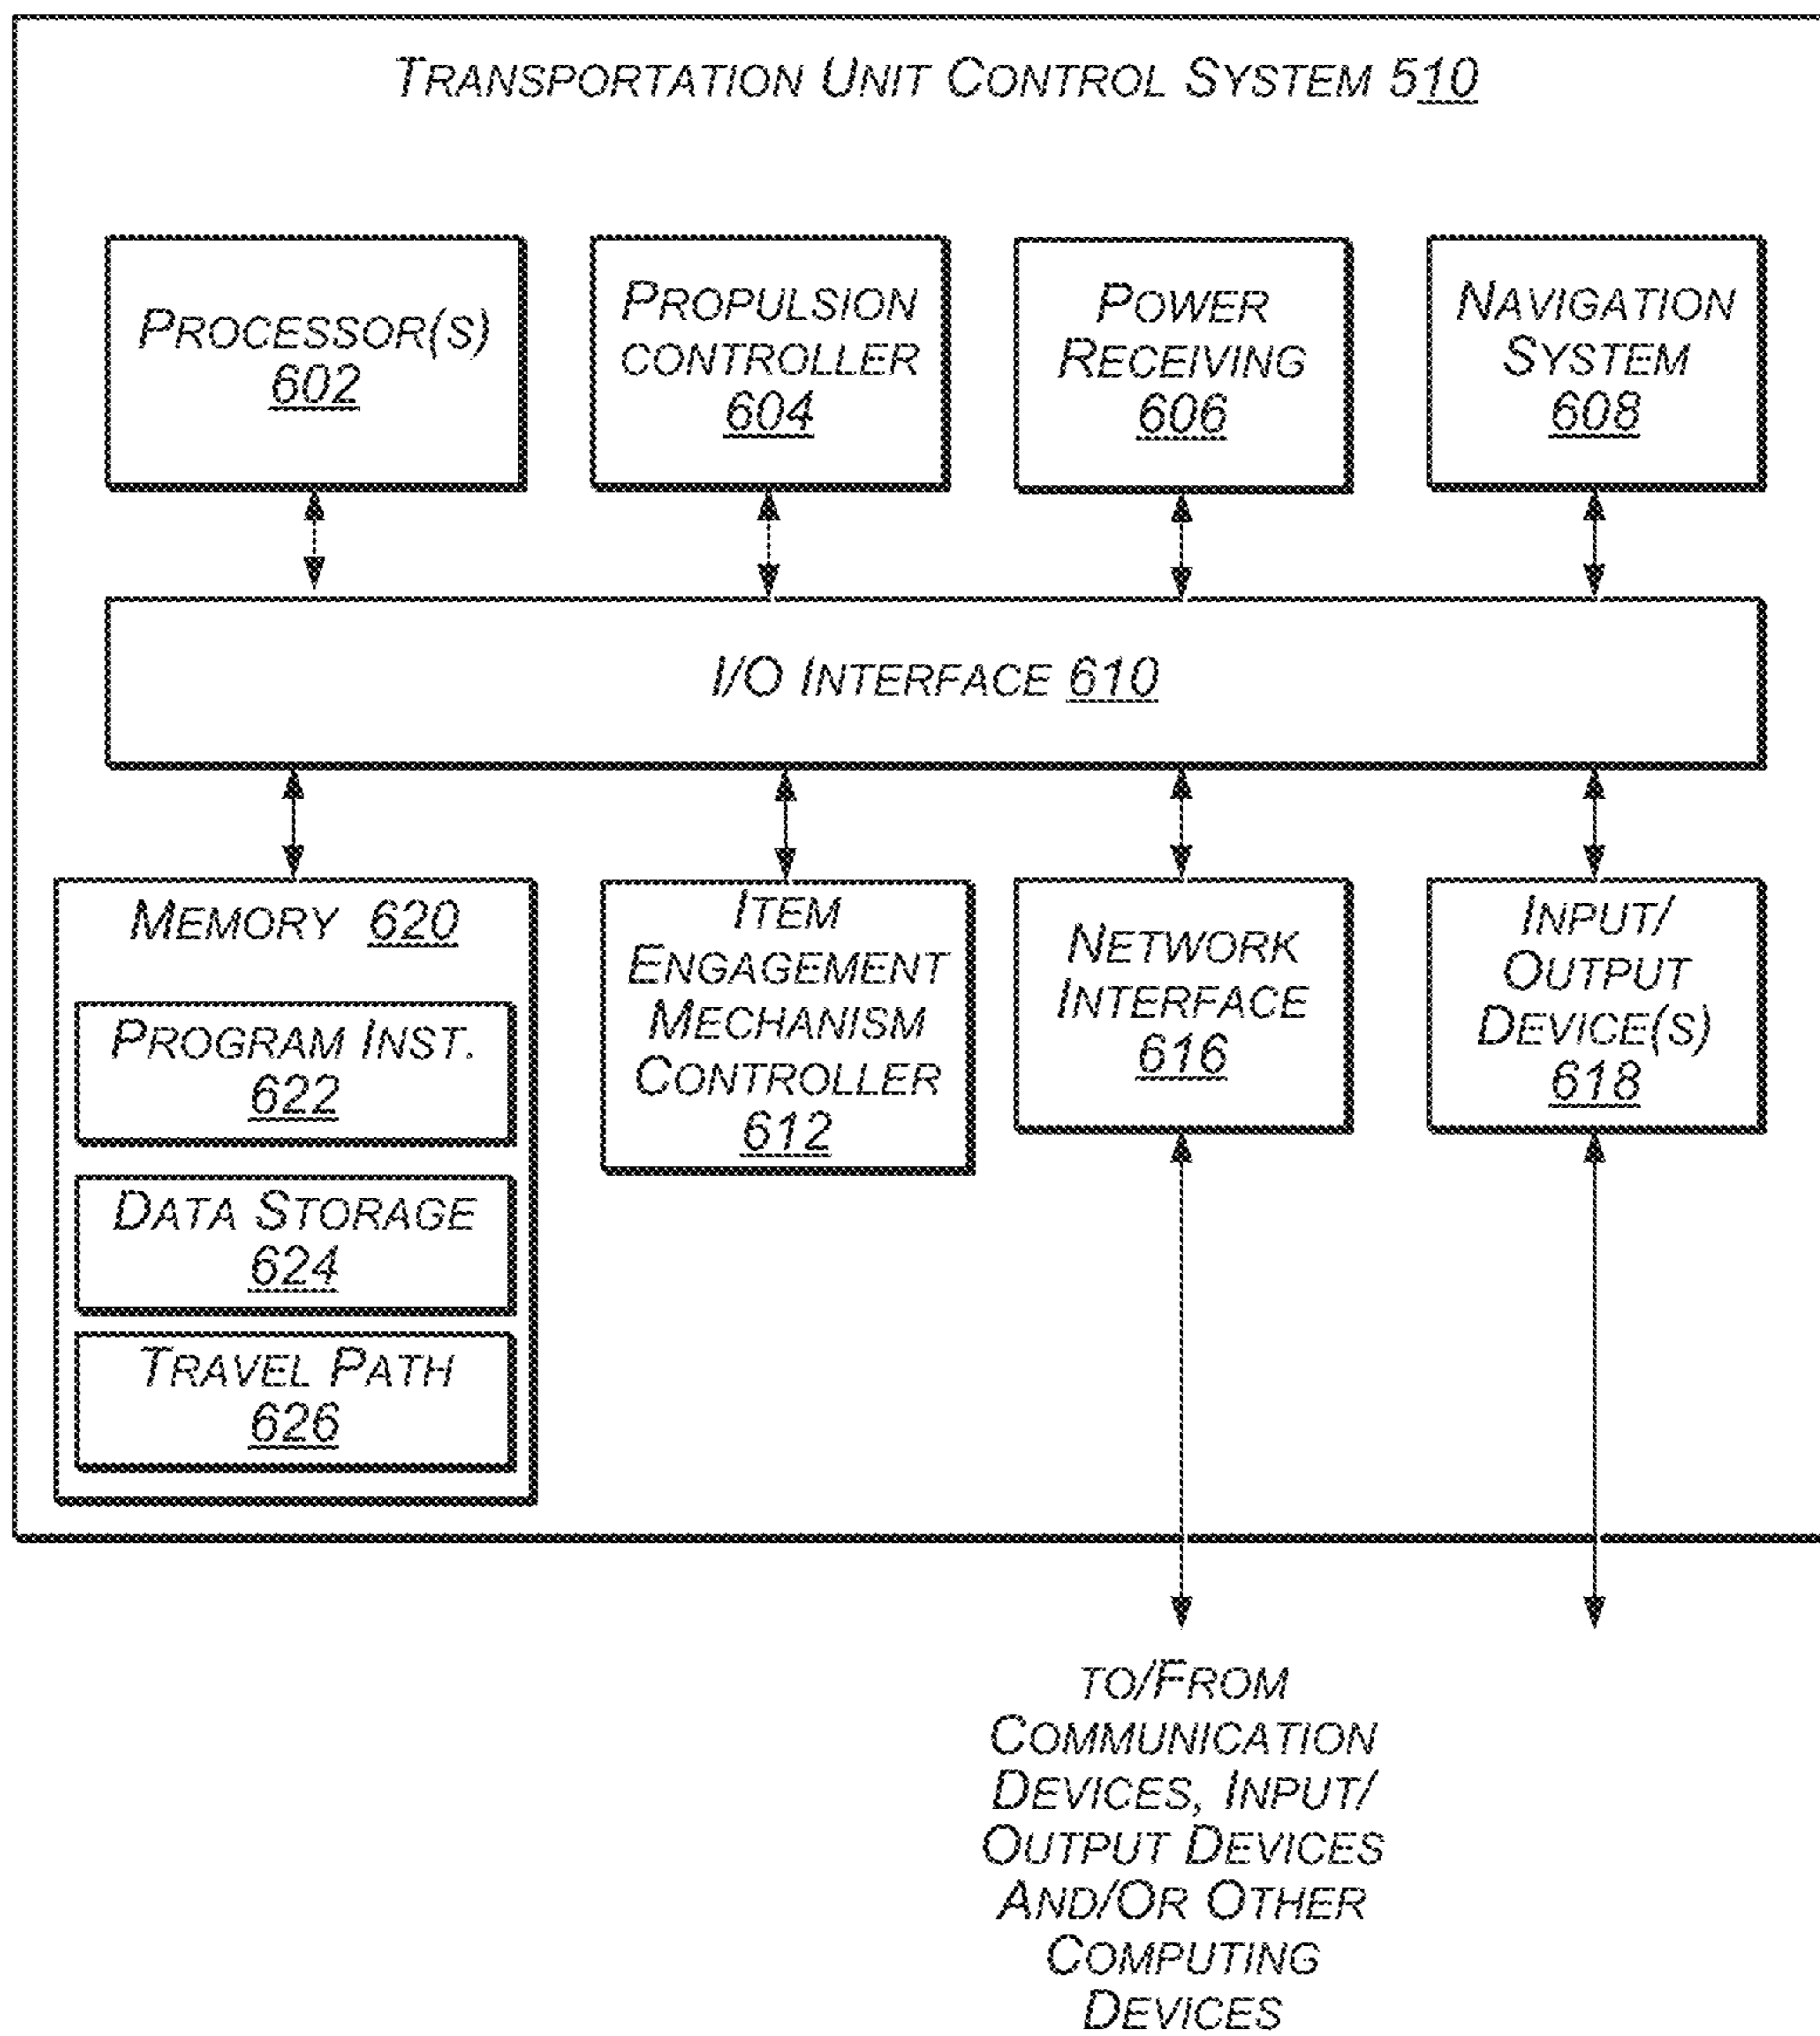 TRANSPORTATION UNIT CONTROL SYSTEM 510
PROCESSOR(S)
602
PROPULSION
CONTROLLER
604
POWER
RECEIVING
606
NAVIGATION
SYSTEM
608
I/O INTERFACE 610
MEMORY 620
PROGRAM INST.
622
DATA STORAGE
624
TRAVEL PATH
626
ITEM
ENGAGEMENT
MECHANISM
CONTROLLER
612
NETWORK
INTERFACE
616
INPUT/
OUTPUT
DEVICE(S)
618
TO/FROM
COMMUNICATION
DEVICES, INPUT/
OUTPUT DEVICES
AND/OR OTHER
COMPUTING
DEVICES